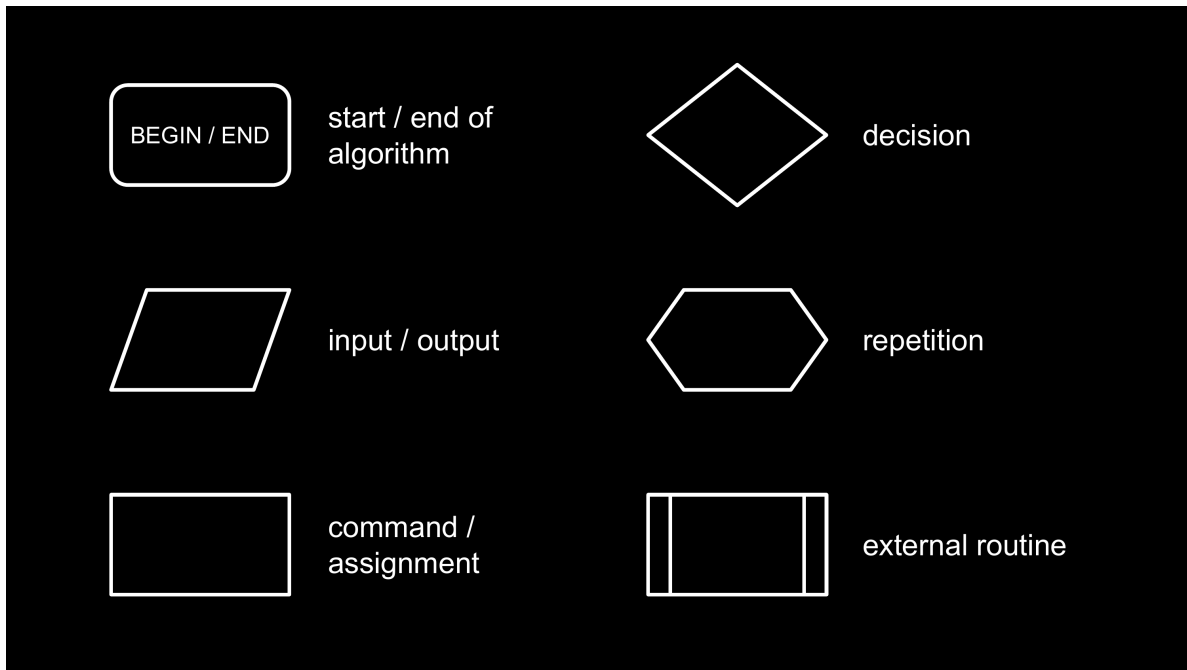 BEGIN / END
start / end of
algorithm
decision
input / output
repetition
command /
assignment
external routine